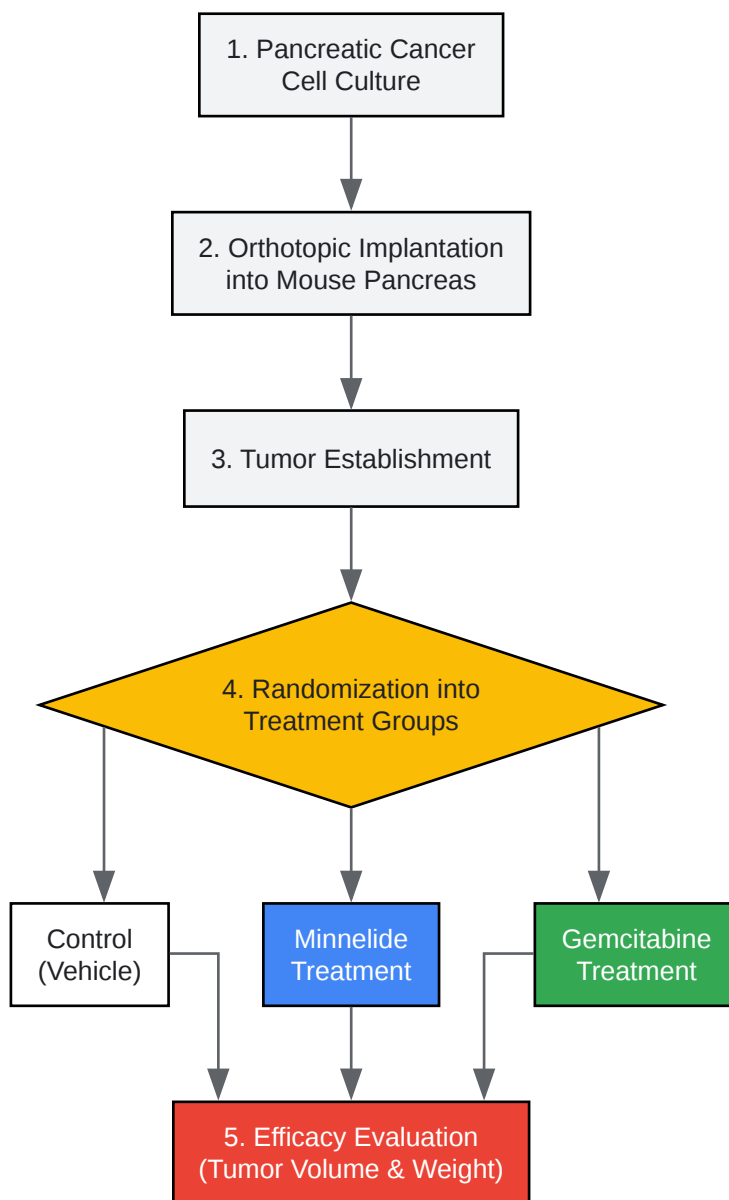 1. Pancreatic Cancer
Cell Culture
2. Orthotopic Implantation
into Mouse Pancreas
3. Tumor Establishment
4. Randomization into
Treatment Groups
Control
(Vehicle)
Minnelide
Treatment
Gemcitabine
Treatment
5. Efficacy Evaluation
(Tumor Volume & Weight)